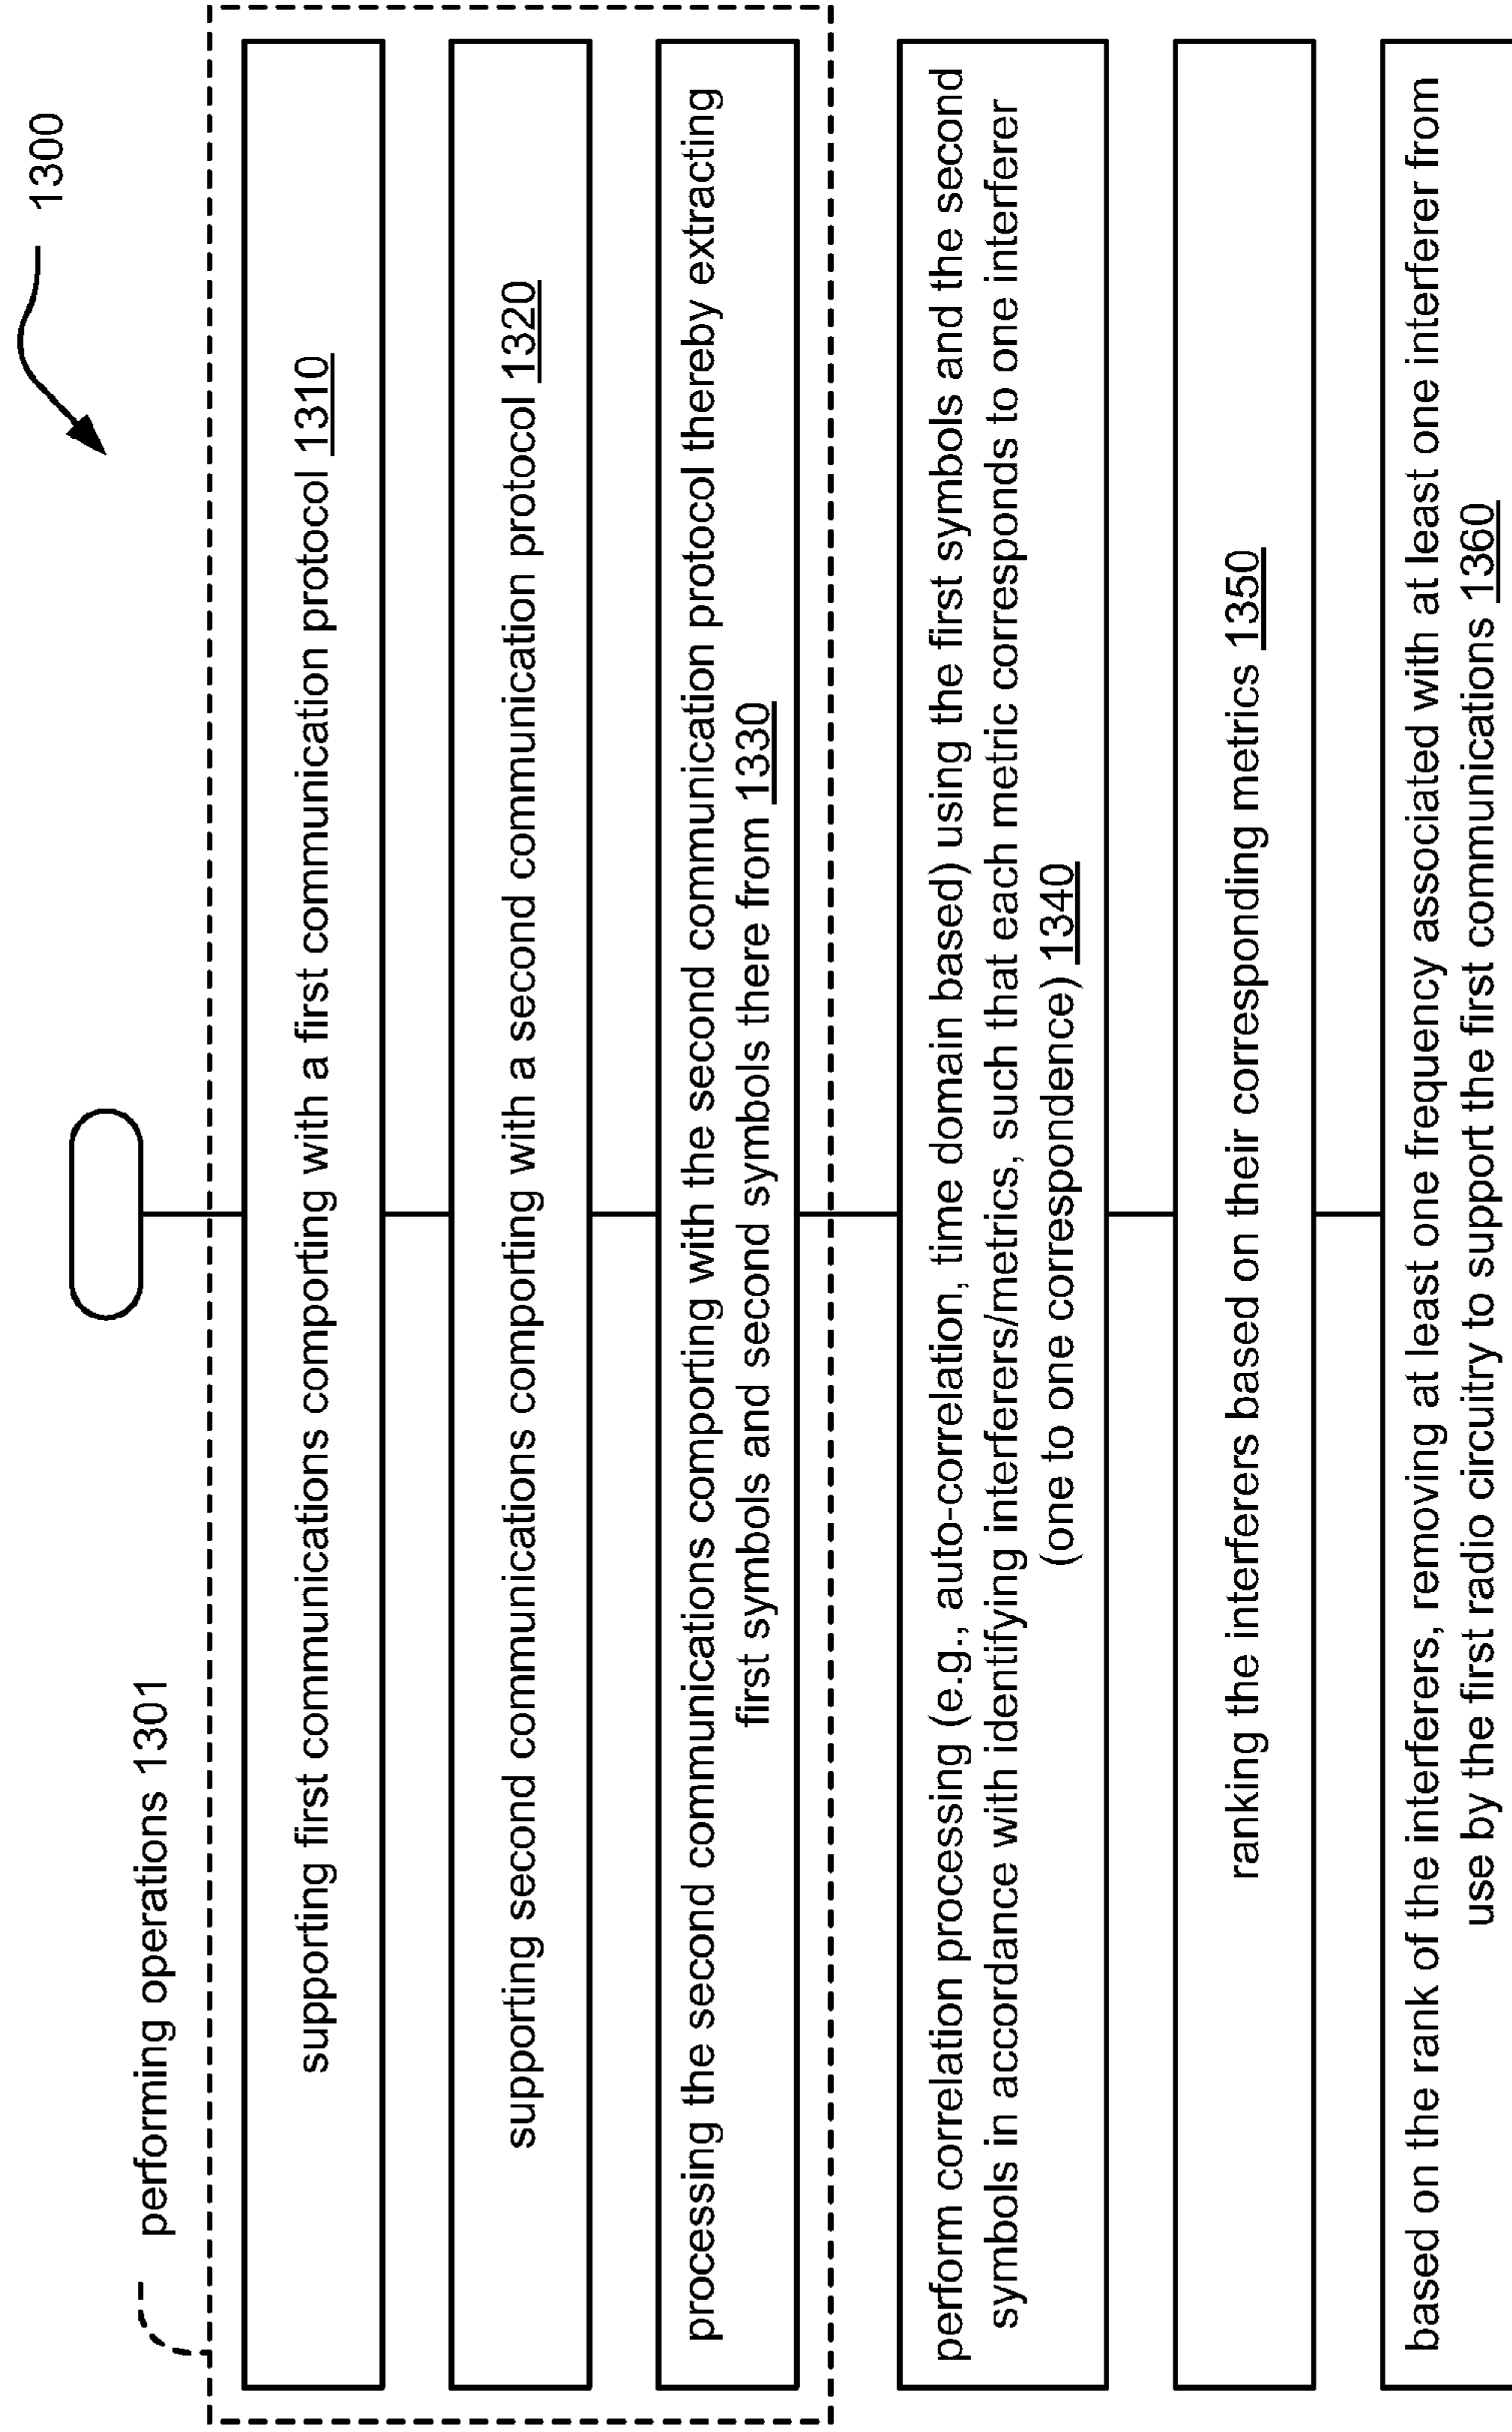 1300
performing operations 1301
supporting first communications comporting with a first communication protocol 1310
supporting second communications comporting with a second communication protocol 1320
processing the second communications comporting with the second communication protocol thereby extracting
first symbols and second symbols there from 1330
perform correlation processing (e.g., auto-correlation, time domain based) using the first symbols and the second
symbols in accordance with identifying interferers/metrics, such that each metric corresponds to one interferer
(one to one correspondence) 1340
ranking the interferers based on their corresponding metrics 1350
based on the rank of the interferers, removing at least one frequency associated with at least one interferer from
use by the first radio circuitry to support the first communications 1360